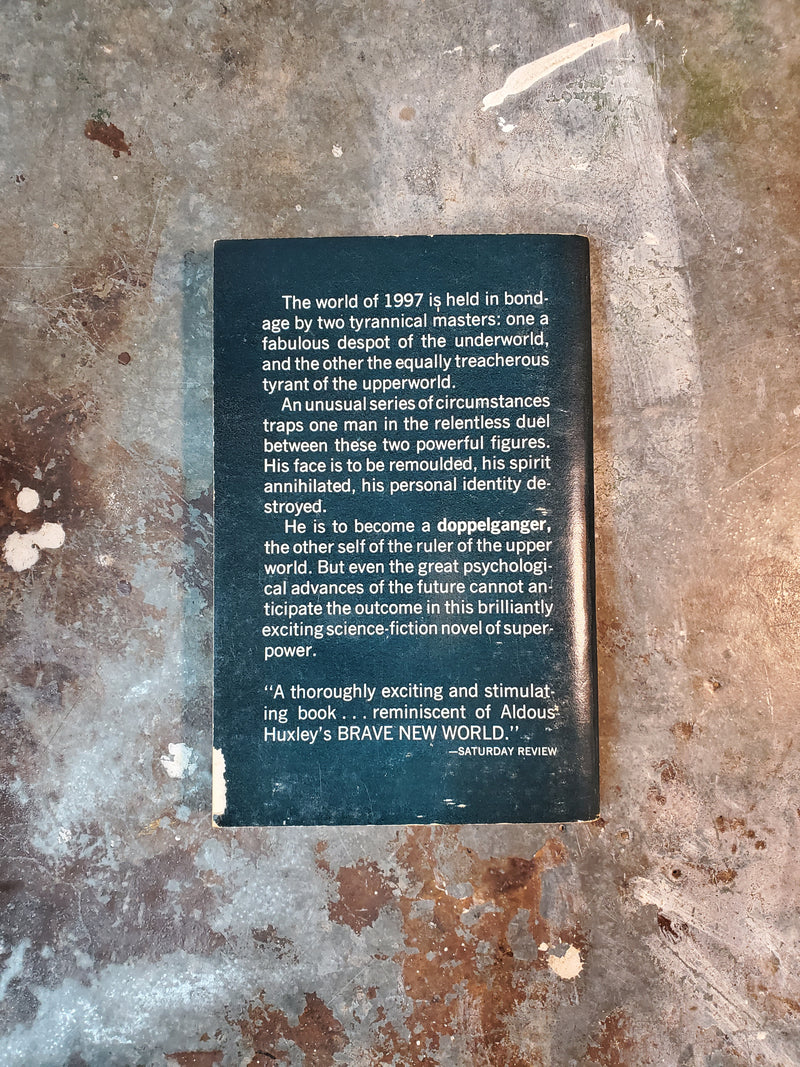 The world of 1997 is held in bond-
age by two tyrannical masters: one a
fabulous despot of the underworld,
and the other the equally treacherous
tyrant of the upperworld.
An unusual series of circumstances
traps one man in the relentless duel
between these two powerful figures.
His face is to be remoulded, his spirit
annihilated, his personal identity de-
stroyed.
He is to become a doppelganger,
the other self of the ruler of the upper
world. But even the great psychologi-
cal advances of the future cannot an-
ticipate the outcome in this brilliantly
exciting science-fiction novel of super-
power.
"A thoroughly exciting and stimulat-
ing book . . . reminiscent of Aldous
Huxley's BRAVE NEW WORLD."
—SATURDAY REVIEW